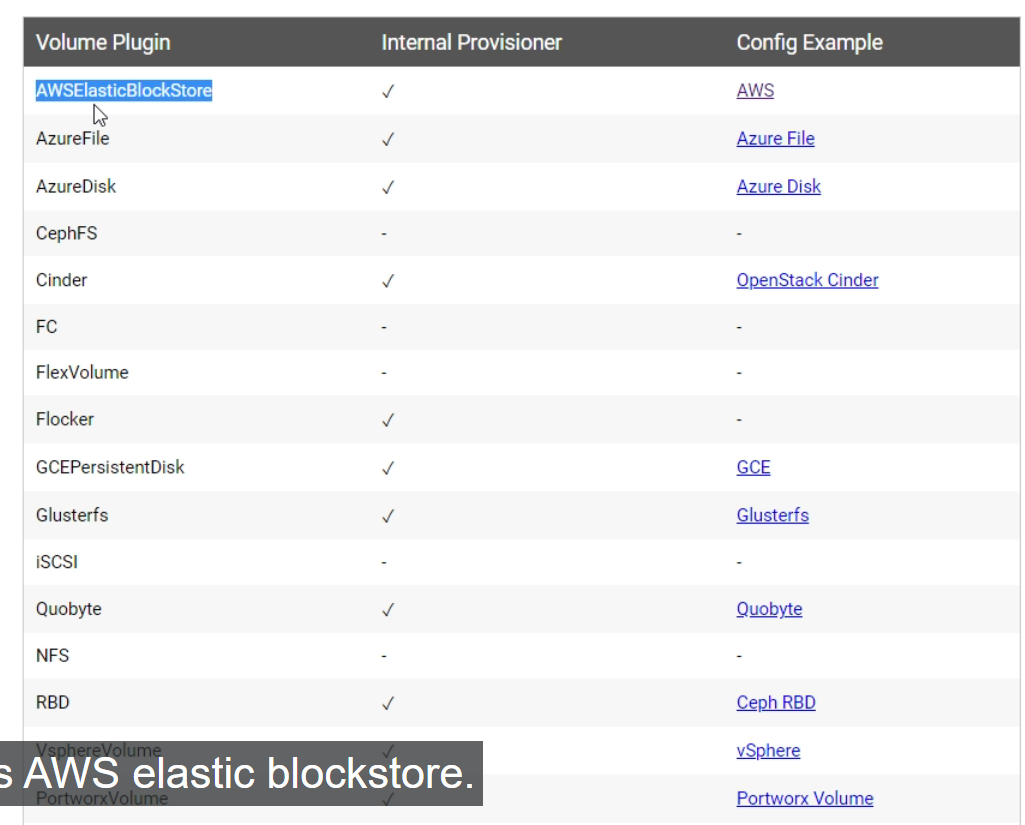 Volume Plugin Internal Provisioner Config Example
AWSElasticBlockStore ✓ AWS
AzureFile ✓ Azure File
AzureDisk ✓ Azure Disk
CephFS - -
Cinder ✓ OpenStack Cinder
FC - -
FlexVolume - -
Flocker ✓ -
GCEPersistentDisk ✓ GCE
Glusterfs ✓ Glusterfs
iSCSI - -
Quobyte ✓ Quobyte
NFS - -
RBD ✓ Ceph RBD
VsphereVolume ✓ vSphere
s AWS elastic blockstore.
PortworxVolume ✓ Portworx Volume